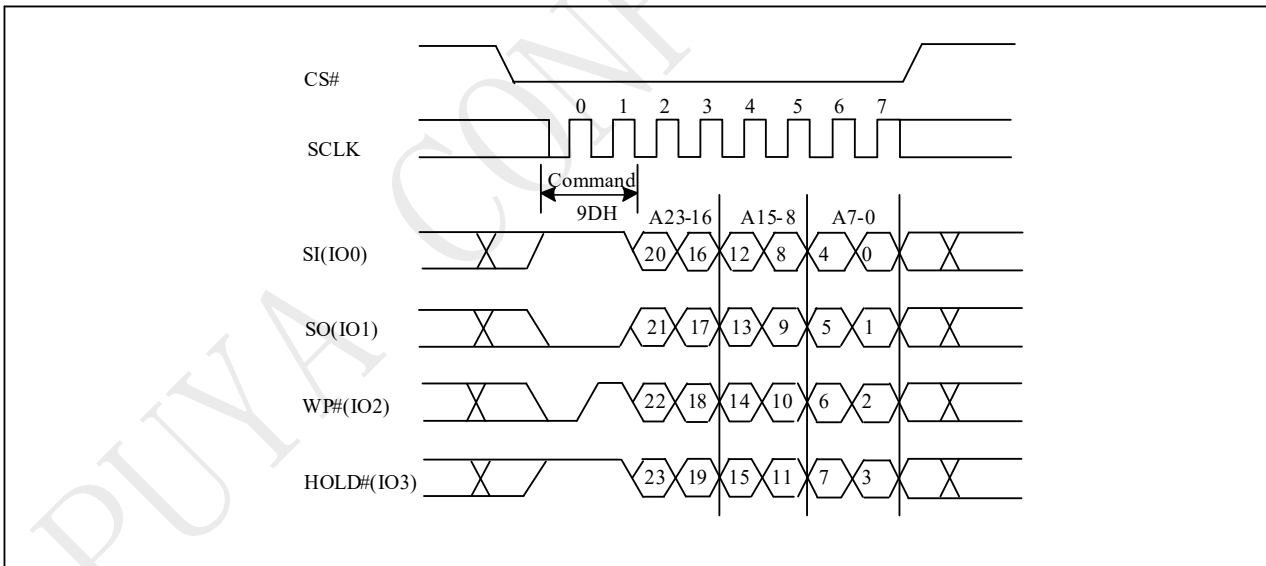 PUYA CONF
CS#
0 1 2 3 4 5 6 7
SCLK
Command
9DH
A23-16 A15-8 A7-0
SI(IO0) 20 16 12 8 4 0
SO(IO1) 21 17 13 9 5 1
WP#(IO2) 22 18 14 10 6 2
HOLD#(IO3) 23 19 15 11 7 3